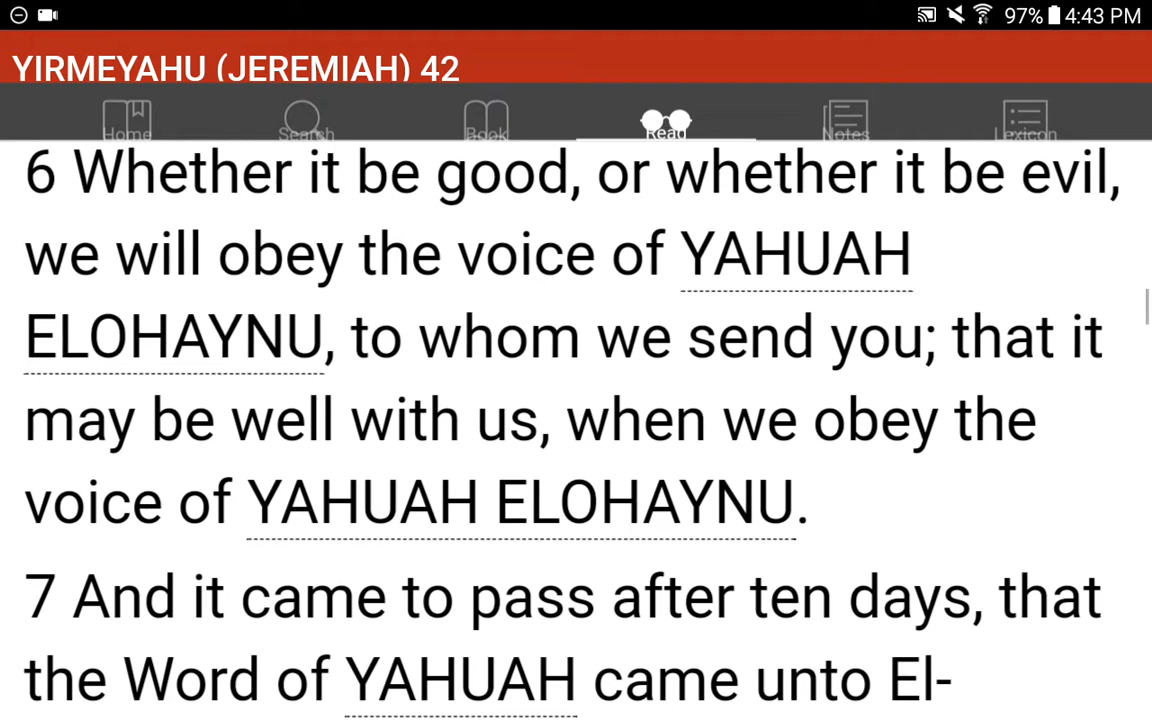 97% 4:43 PM
YIRMEYAHU (JEREMIAH) 42
Home Search Book Read Notes Lexicon
6 Whether it be good, or whether it be evil,
we will obey the voice of YAHUAH
ELOHAYNU, to whom we send you; that it
may be well with us, when we obey the
voice of YAHUAH ELOHAYNU.
7 And it came to pass after ten days, that
the Word of YAHUAH came unto El-